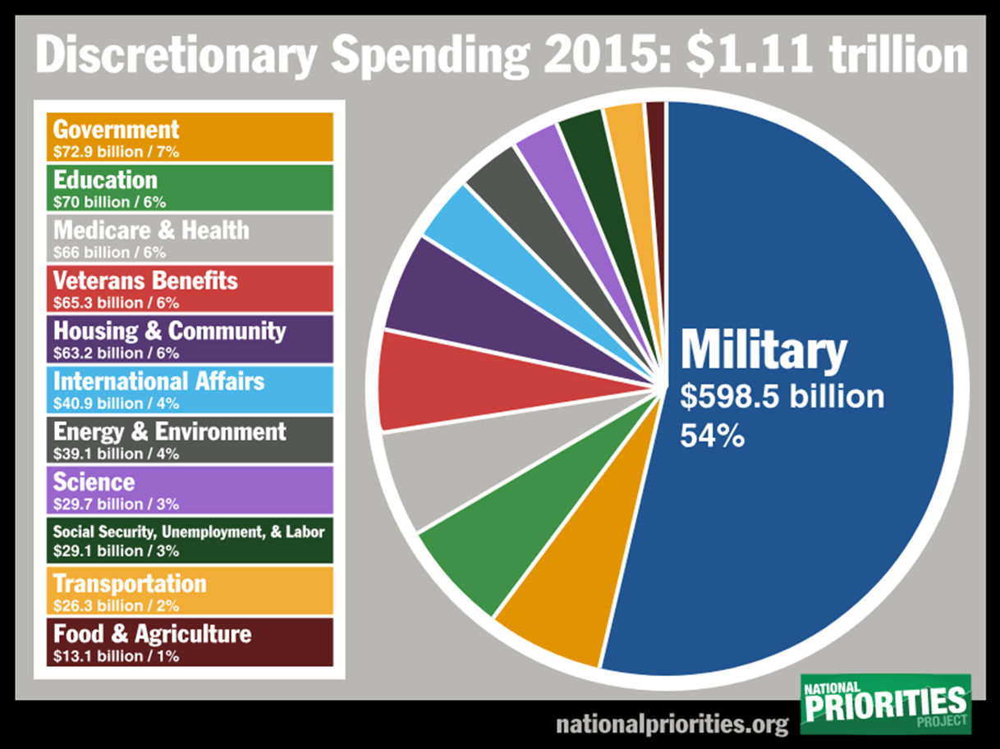 Discretionary Spending 2015: $1.11 trillion
Government
$72.9 billion / 7%
Education
$70 billion / 6%
Medicare & Health
$66 billion / 6%
Veterans Benefits
$65.3 billion / 6%
Housing & Community
$63.2 billion / 6%
International Affairs
$40.9 billion / 4%
Energy & Environment
$39.1 billion / 4%
Science
$29.7 billion / 3%
Social Security, Unemployment, & Labor
$29.1 billion / 3%
Transportation
$26.3 billion / 2%
Food & Agriculture
$13.1 billion / 1%
Military
$598.5 billion
54%
nationalpriorities.org
NATIONAL
PRIORITIES
PROJECT